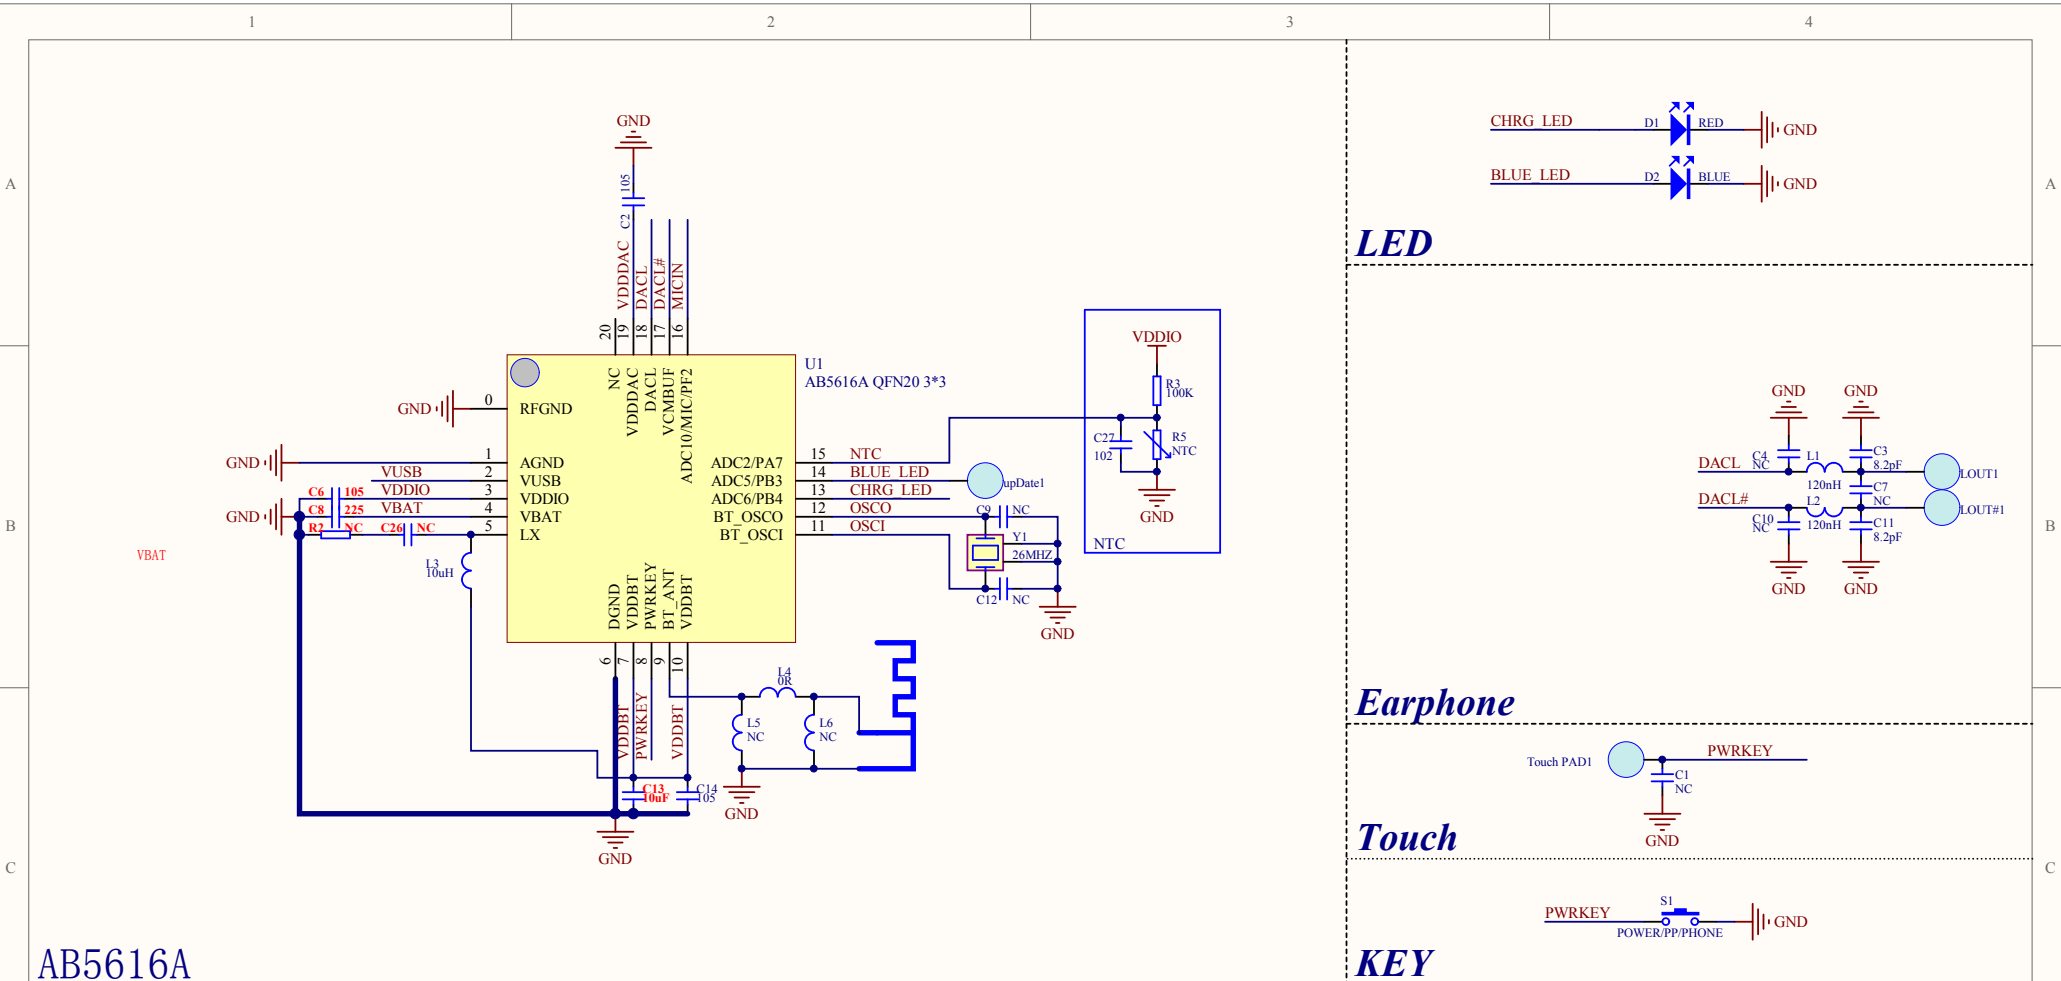 1
2
3
4
A
A
B
B
C
C
GND
105
C2
VDDDAC
DACL
DACL#
MICIN
20
19
18
17
16
U1
AB5616A QFN20 3*3
NC
VDDDAC
DACL
VCMBUF
ADC10/MIC/PF2
GND
0
RFGND
GND
1
AGND
VUSB
2
VUSB
C6
105
VDDIO
3
VDDIO
GND
C8
225
VBAT
4
VBAT
R2
NC
C26
NC
5
LX
VBAT
L3
10uH
ADC2/PA7
15
NTC
ADC5/PB3
14
BLUE_LED
upDate1
ADC6/PB4
13
CHRG_LED
BT_OSCO
12
OSCO
BT_OSCI
11
OSCI
C9
NC
Y1
26MHZ
C12
NC
GND
VDDIO
R3
100K
C27
102
R5
NTC
GND
NTC
DGND
VDDBT
PWRKEY
BT_ANT
VDDBT
6
7
8
9
10
VDDBT
PWRKEY
VDDBT
L4
0R
L5
NC
L6
NC
GND
C13
10uF
C14
105
GND
AB5616A
CHRG_LED
D1
RED
GND
BLUE_LED
D2
BLUE
GND
LED
GND
GND
C4
NC
L1
120nH
C3
8.2pF
DACL
LOUT1
C7
NC
DACL#
L2
120nH
LOUT#1
C10
NC
C11
8.2pF
GND
GND
Earphone
Touch PAD1
PWRKEY
C1
NC
GND
Touch
PWRKEY
S1
POWER/PP/PHONE
GND
KEY